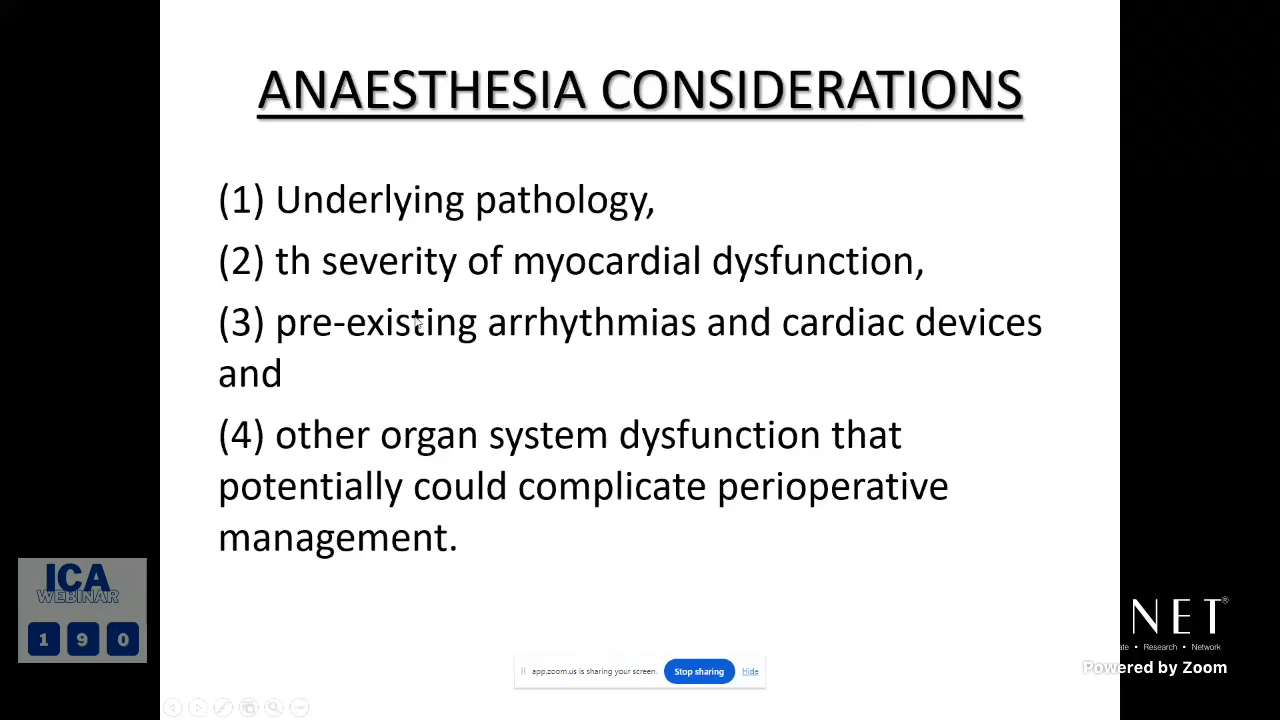 ANAESTHESIA CONSIDERATIONS
(1) Underlying pathology,
(2) th severity of myocardial dysfunction,
(3) pre-existing arrhythmias and cardiac devices
and
(4) other organ system dysfunction that
potentially could complicate perioperative
management.
ICA
WEBINAR
1 9 0
NET®
• Research • Network
Powered by Zoom
app.zoom.us is sharing your screen. Stop sharing Hide